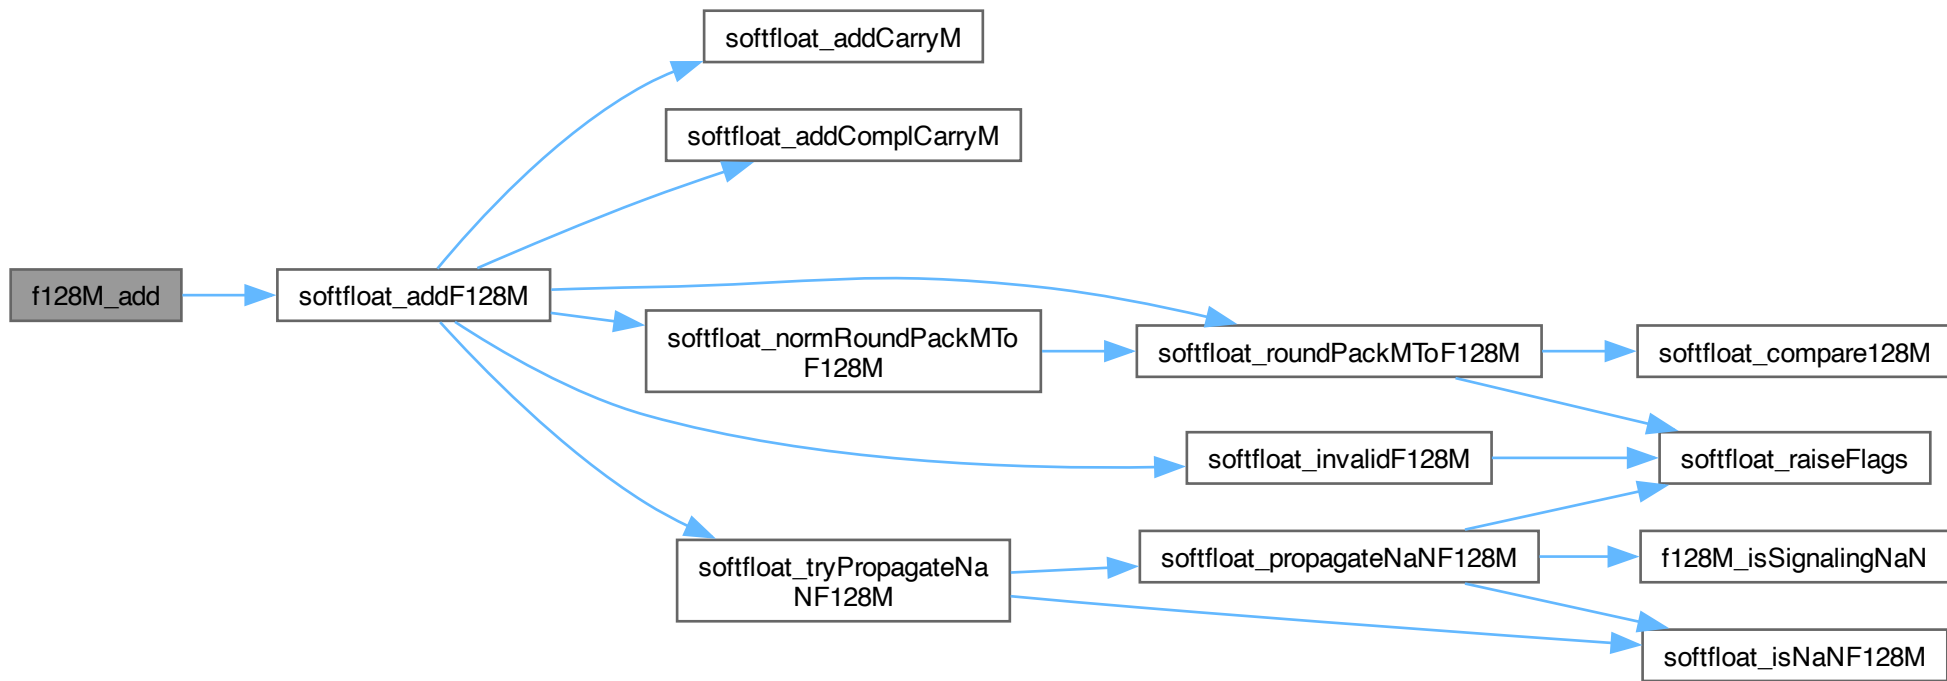 softfloat_addCarryM
softfloat_addComplCarryM
f128M_add
softfloat_addF128M
softfloat_normRoundPackMTo
F128M
softfloat_roundPackMToF128M
softfloat_compare128M
softfloat_invalidF128M
softfloat_raiseFlags
softfloat_tryPropagateNa
NF128M
softfloat_propagateNaNF128M
f128M_isSignalingNaN
softfloat_isNaNF128M